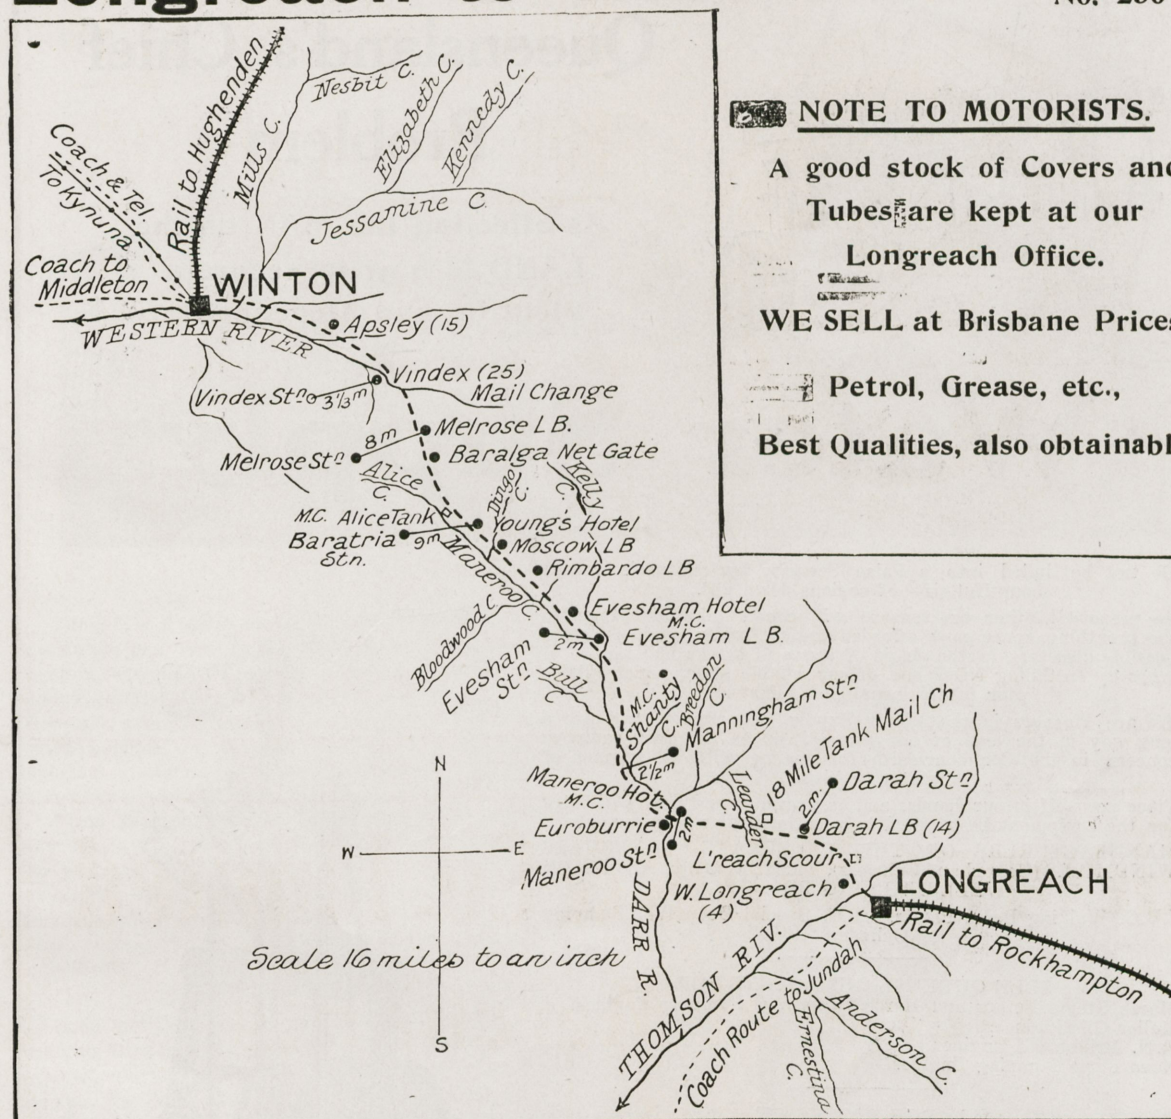 Longreach to
No. 250
NOTE TO MOTORISTS.
A good stock of Covers and
Tubes are kept at our
Longreach Office.
WE SELL at Brisbane Prices
Petrol, Grease, etc.,
Best Qualities, also obtainabl
Rail to Hughenden
Nesbit C.
Mills C.
Elizabeth C.
Kennedy C.
Jessamine C.
Coach & Tel.
To Kynuna
Coach to
Middleton
WINTON
WESTERN RIVER
Apsley (15)
Vindex (25)
Mail Change
Vindex Stn
3⅓m
Melrose L B.
8m
Melrose Stn
Baralga Net Gate
Alice
C.
Dingo
C.
Kelly
C.
M.C. Alice Tank
Young's Hotel
Baratria
Stn.
9m
Moscow L B
Maneroo C.
Rimbardo L B
Bloodwood C.
Evesham Hotel
M.C.
Evesham L B.
Evesham
Stn
2m
Bull
C
M.C.
Shanty
C.
Breedon
C.
Manningham Stn
2½m
Maneroo Hot.
M.C.
Leander
C.
18 Mile Tank Mail Ch
Darah Stn
2m.
Euroburrie
2m
Darah LB (14)
Maneroo Stn
L'reach Scour
W. Longreach
(4)
LONGREACH
Rail to Rockhampton
N
W
E
S
Scale 16 miles to an inch
DARR R.
THOMSON RIV.
Coach Route to Jundah
Anderson C.
Ernestina
C.